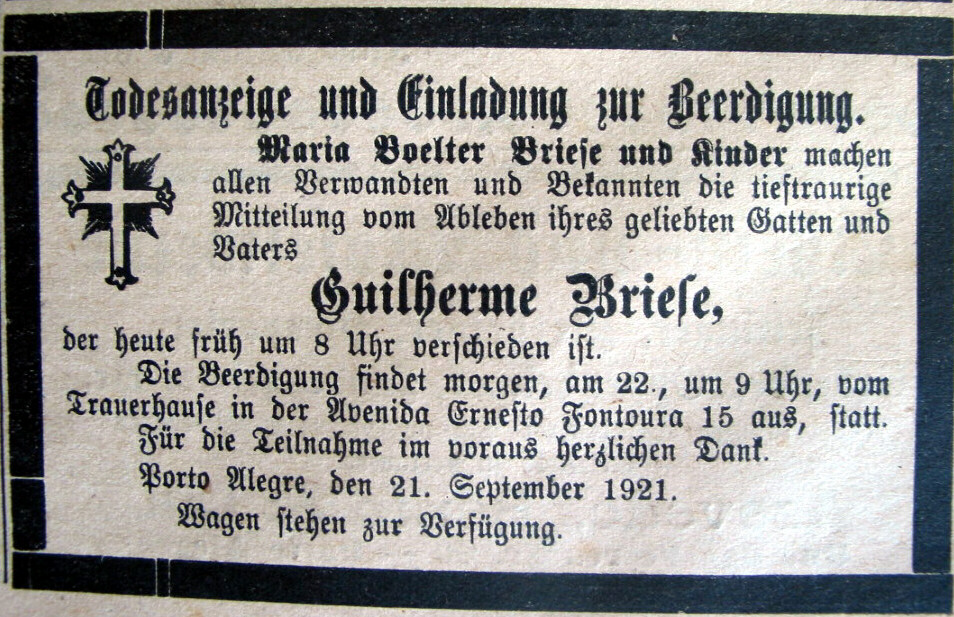 Todesanzeige und Einladung zur Beerdigung.
Maria Boelter Briese und Kinder machen
allen Verwandten und Bekannten die tieftraurige
Mitteilung vom Ableben ihres geliebten Gatten und
Vaters
Guilherme Briese,
der heute früh um 8 Uhr verschieden ist.
Die Beerdigung findet morgen, am 22., um 9 Uhr, vom
Trauerhause in der Avenida Ernesto Fontoura 15 aus, statt.
Für die Teilnahme im voraus herzlichen Dank.
Porto Alegre, den 21. September 1921.
Wagen stehen zur Verfügung.